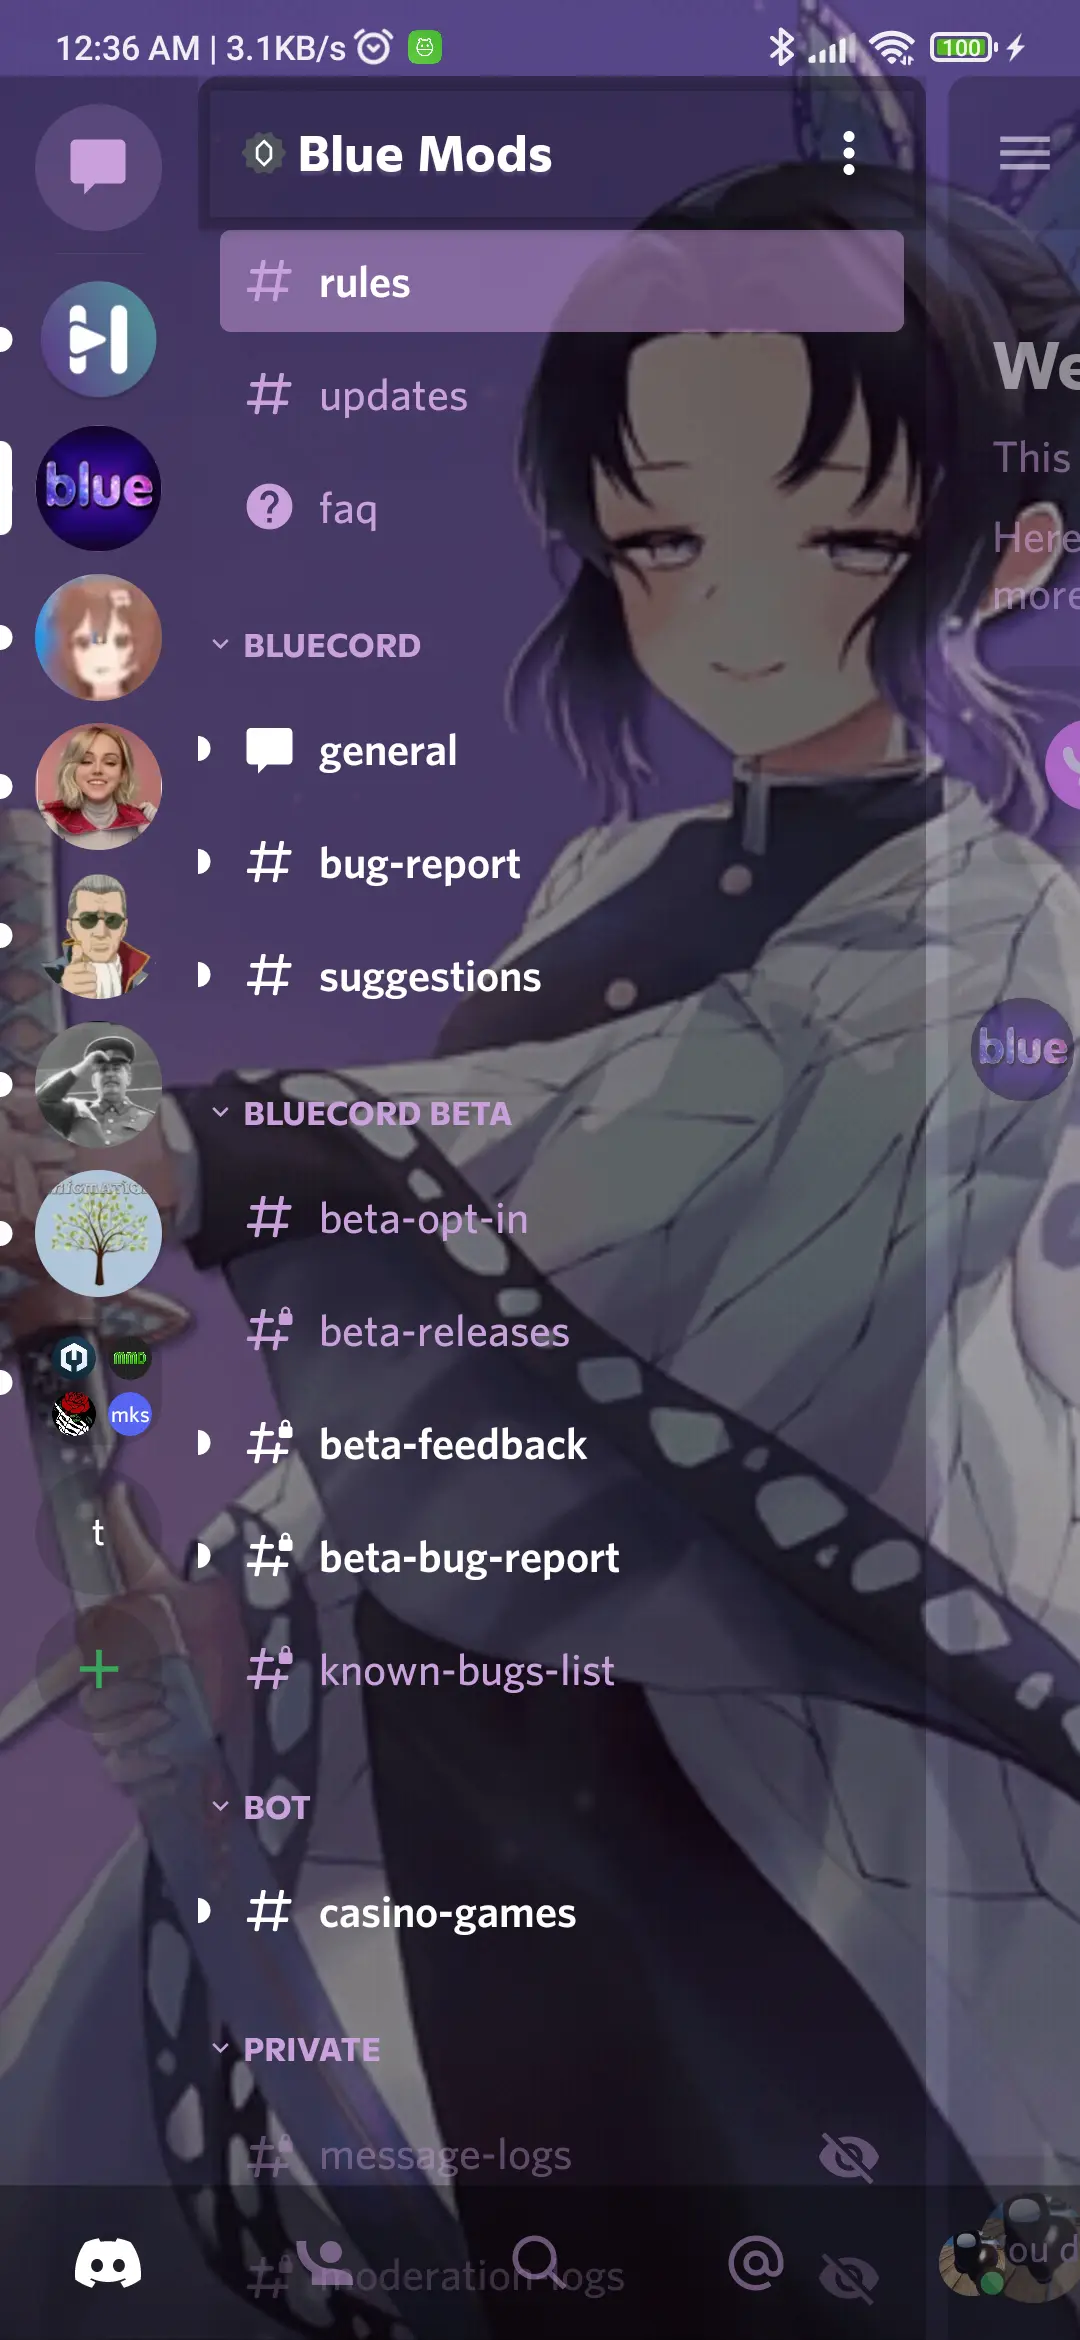 12:36 AM | 3.1KB/s
100
Blue Mods
rules
updates
faq
BLUECORD
general
bug-report
suggestions
BLUECORD BETA
beta-opt-in
beta-releases
beta-feedback
beta-bug-report
known-bugs-list
BOT
casino-games
PRIVATE
message-logs
moderation-logs
blue
mks
t
We
This
Here
more
blue
You d